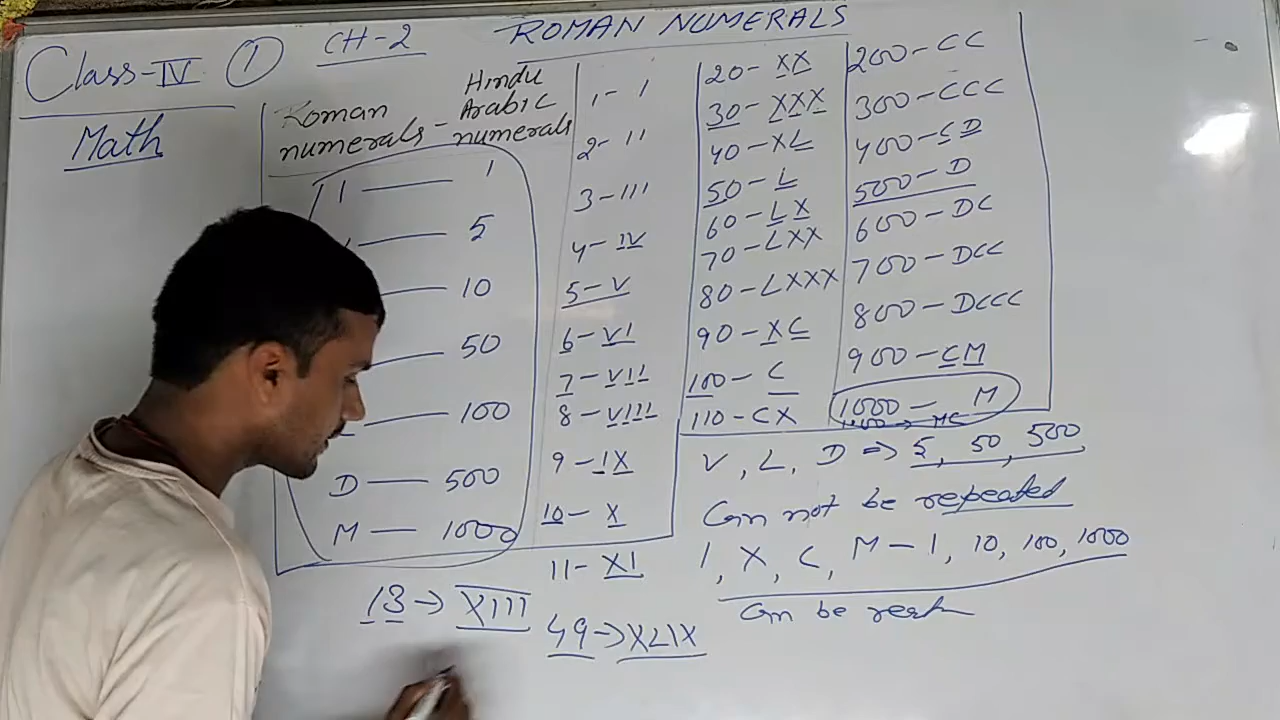 Class-IV ① CH-2 ROMAN NUMERALS
Math
Roman numerals - Hindu Arabic numerals
I — 1
— 5
— 10
— 50
— 100
D — 500
M — 1000
1 - I
2 - II
3 - III
4 - IV
5 - V
6 - VI
7 - VII
8 - VIII
9 - IX
10 - X
11 - XI
20 - XX
30 - XXX
40 - XL
50 - L
60 - LX
70 - LXX
80 - LXXX
90 - XC
100 - C
110 - CX
200 - CC
300 - CCC
400 - CD
500 - D
600 - DC
700 - DCC
800 - DCCC
900 - CM
1000 - M
V, L, D ⇒ 5, 50, 500
Can not be repeated
I, X, C, M - 1, 10, 100, 1000
Can be
13 → XIII
49 → XLIX